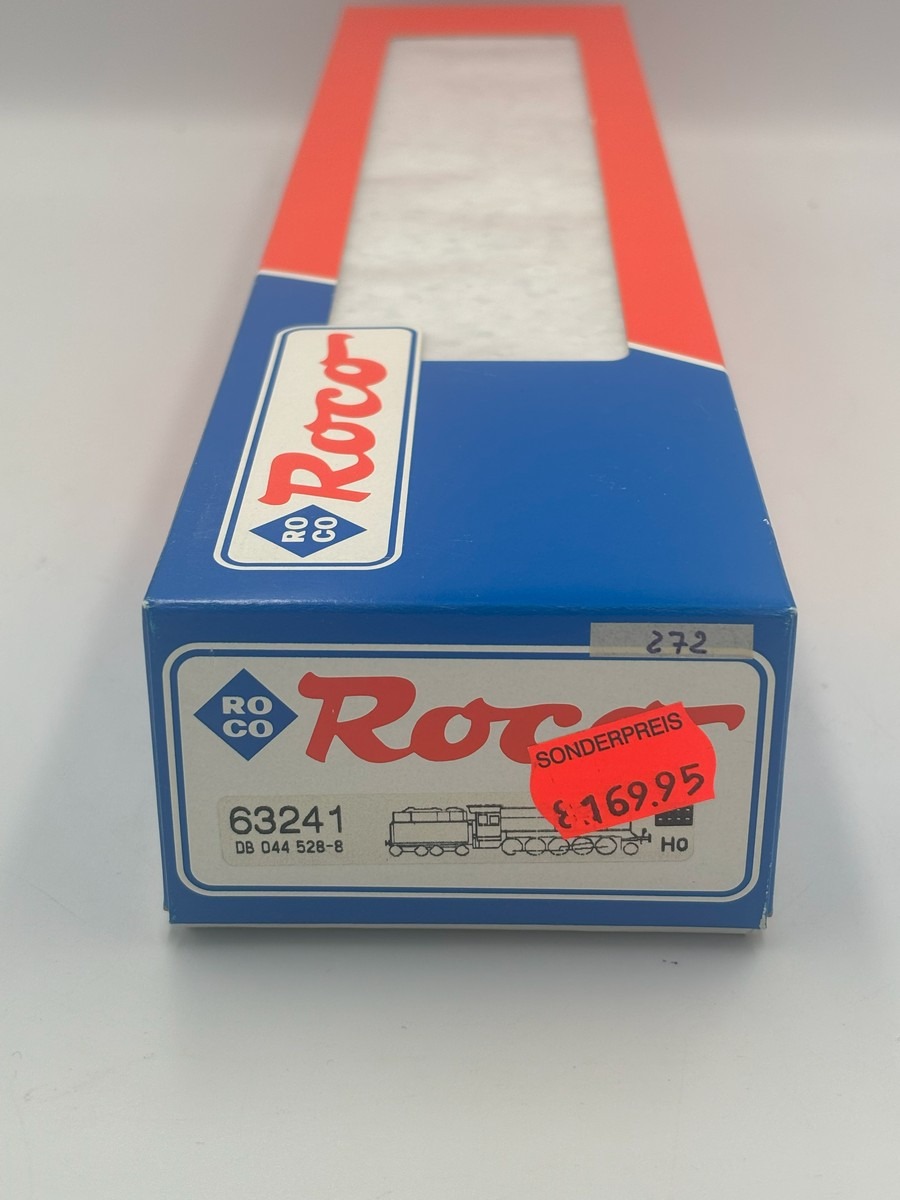 Roco
RO
CO
272
RO
CO
Roco
SONDERPREIS
169.95
63241
DB 044 528-8
H0